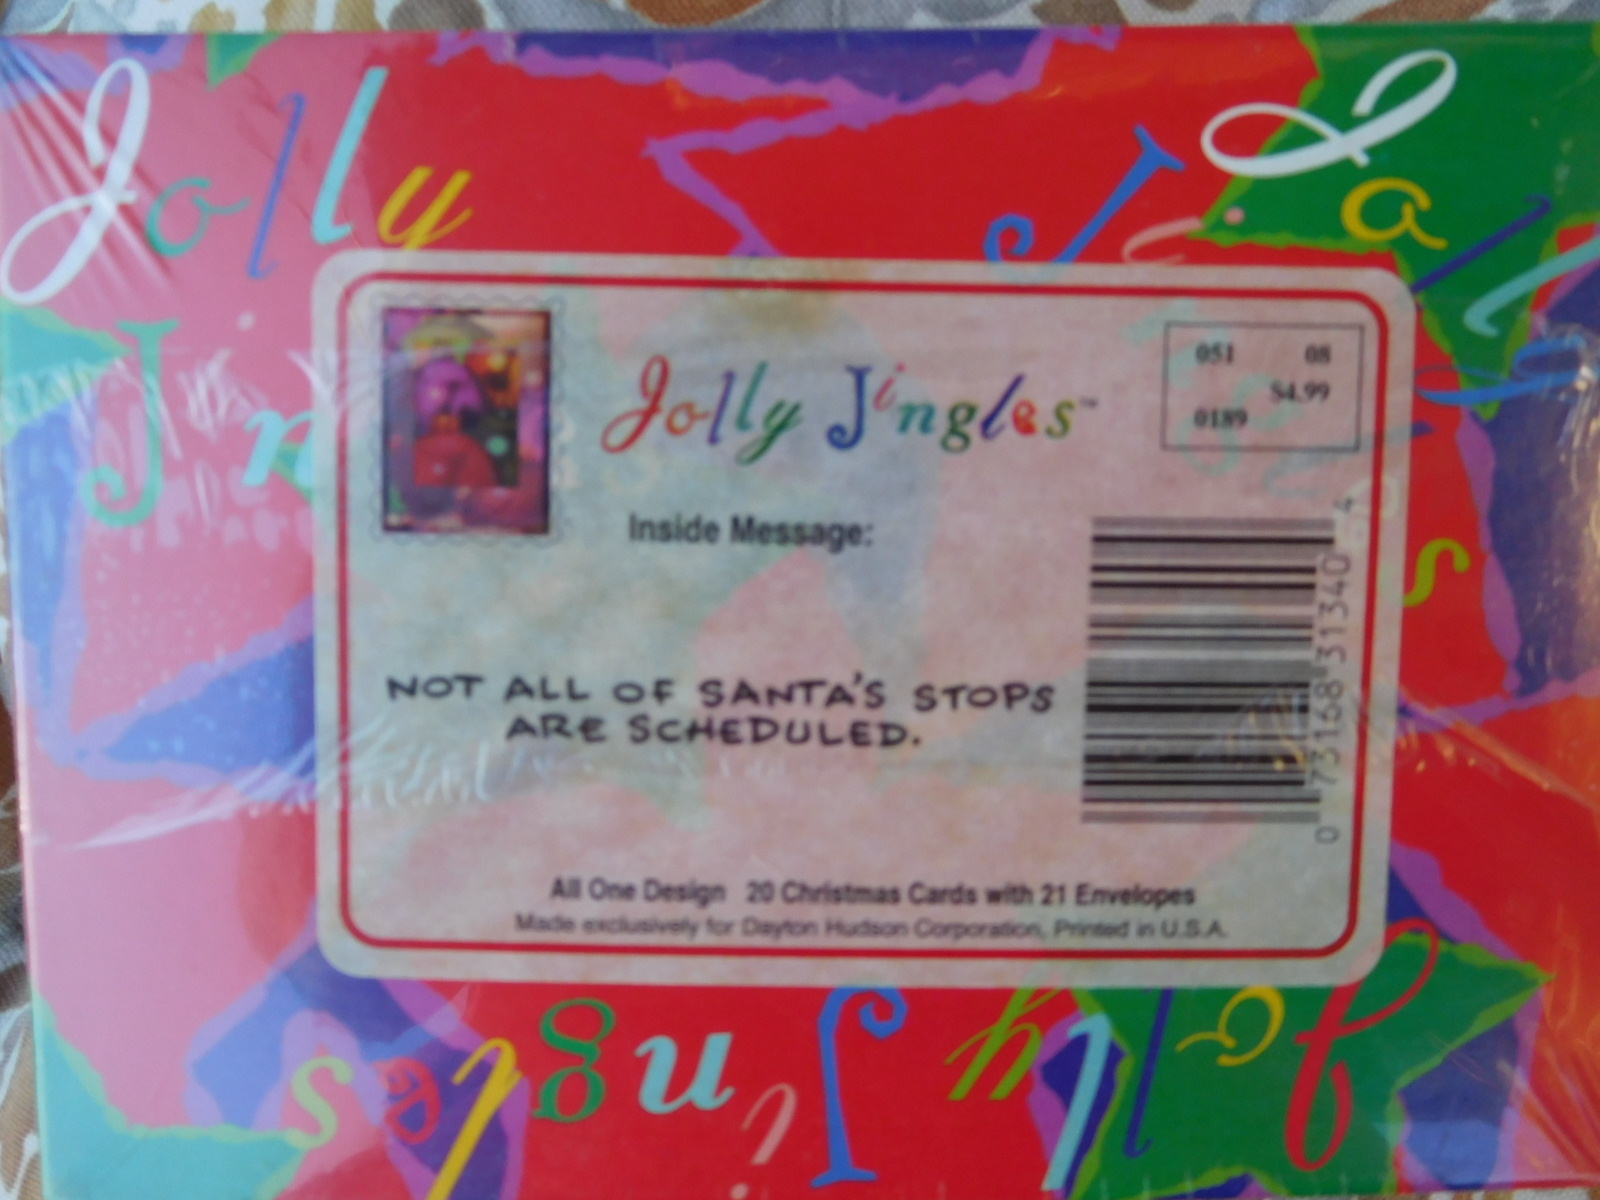 Jolly
Jolly
Ji
J n
s
Jolly Jingles™
051 08
$4.99
0189
Inside Message:
NOT ALL OF SANTA'S STOPS
ARE SCHEDULED.
0 73168 31340 4
All One Design 20 Christmas Cards with 21 Envelopes
Made exclusively for Dayton Hudson Corporation, Printed in U.S.A.
Jolly Jingles